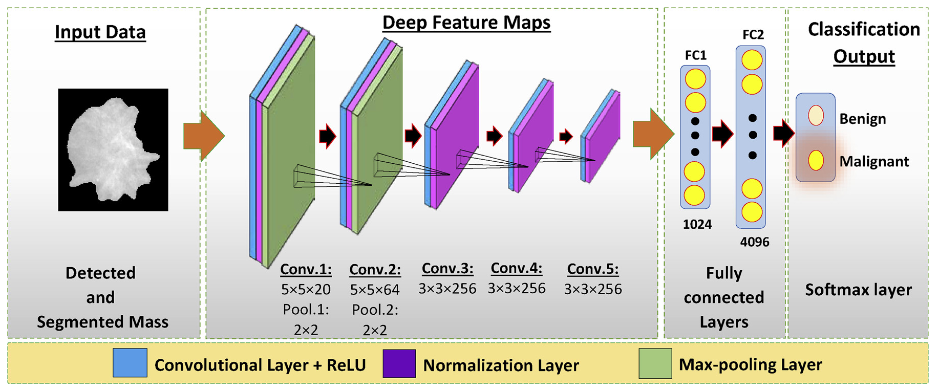 Input Data
Detected
and
Segmented Mass
Deep Feature Maps
Conv.1:
5×5×20
Pool.1:
2×2
Conv.2:
5×5×64
Pool.2:
2×2
Conv.3:
3×3×256
Conv.4:
3×3×256
Conv.5:
3×3×256
FC1
1024
FC2
4096
Fully
connected
Layers
Classification
Output
Benign
Malignant
Softmax layer
Convolutional Layer + ReLU
Normalization Layer
Max-pooling Layer